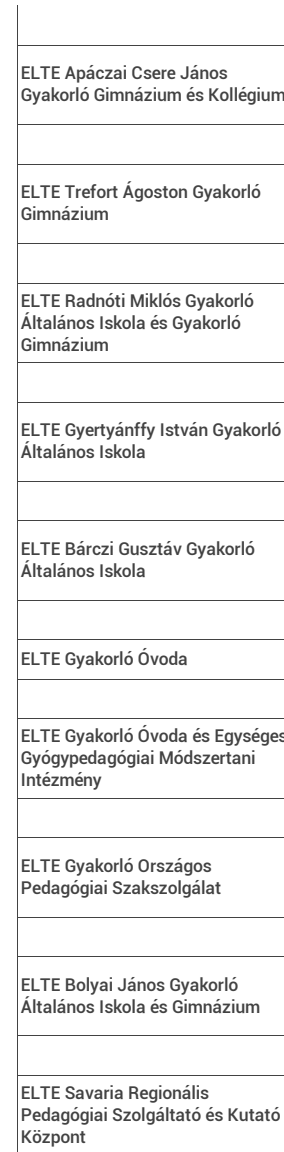 ELTE Apáczai Csere János
Gyakorló Gimnázium és Kollégium
ELTE Trefort Ágoston Gyakorló
Gimnázium
ELTE Radnóti Miklós Gyakorló
Általános Iskola és Gyakorló
Gimnázium
ELTE Gyertyánffy István Gyakorló
Általános Iskola
ELTE Bárczi Gusztáv Gyakorló
Általános Iskola
ELTE Gyakorló Óvoda
ELTE Gyakorló Óvoda és Egységes
Gyógypedagógiai Módszertani
Intézmény
ELTE Gyakorló Országos
Pedagógiai Szakszolgálat
ELTE Bolyai János Gyakorló
Általános Iskola és Gimnázium
ELTE Savaria Regionális
Pedagógiai Szolgáltató és Kutató
Központ